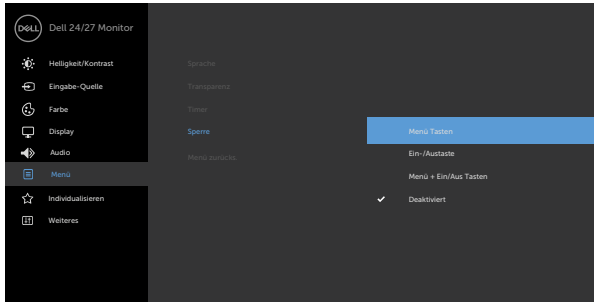 DELL
Dell 24/27 Monitor
Helligkeit/Kontrast
Eingabe-Quelle
Farbe
Display
Audio
Menü
Individualisieren
Weiteres
Sprache
Transparenz
Timer
Sperre
Menü zurücks.
Menü Tasten
Ein-/Austaste
Menü + Ein/Aus Tasten
Deaktiviert